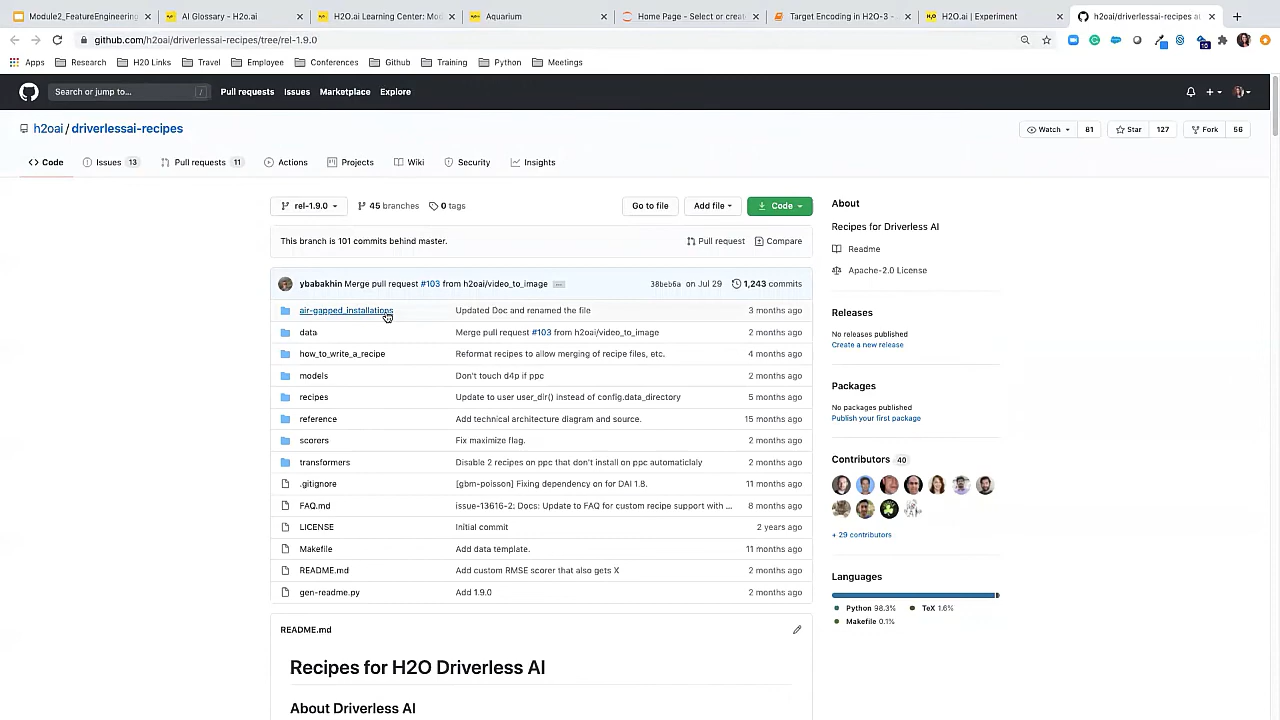 Module2_FeatureEngineering ×
AI Glossary - H2o.ai ×
H2O.ai Learning Center: Mod ×
Aquarium ×
Home Page - Select or create ×
Target Encoding in H2O-3 - ×
H2O.ai | Experiment ×
h2oai/driverlessai-recipes at ×
github.com/h2oai/driverlessai-recipes/tree/rel-1.9.0
Apps Research H2O Links Travel Employee Conferences Github Training Python Meetings
Search or jump to... / Pull requests Issues Marketplace Explore
h2oai / driverlessai-recipes
Watch 81 Star 127 Fork 56
Code Issues 13 Pull requests 11 Actions Projects Wiki Security Insights
rel-1.9.0 45 branches 0 tags Go to file Add file Code
This branch is 101 commits behind master. Pull request Compare
ybabakhin Merge pull request #103 from h2oai/video_to_image ... 38beb6a on Jul 29 1,243 commits
air-gapped_installations Updated Doc and renamed the file 3 months ago
data Merge pull request #103 from h2oai/video_to_image 2 months ago
how_to_write_a_recipe Reformat recipes to allow merging of recipe files, etc. 4 months ago
models Don't touch d4p if ppc 2 months ago
recipes Update to user user_dir() instead of config.data_directory 5 months ago
reference Add technical architecture diagram and source. 15 months ago
scorers Fix maximize flag. 2 months ago
transformers Disable 2 recipes on ppc that don't install on ppc automaticlaly 2 months ago
.gitignore [gbm-poisson] Fixing dependency on for DAI 1.8. 11 months ago
FAQ.md issue-13616-2: Docs: Update to FAQ for custom recipe support with ... 8 months ago
LICENSE Initial commit 2 years ago
Makefile Add data template. 11 months ago
README.md Add custom RMSE scorer that also gets X 2 months ago
gen-readme.py Add 1.9.0 2 months ago
README.md
Recipes for H2O Driverless AI
About Driverless AI
About
Recipes for Driverless AI
Readme
Apache-2.0 License
Releases
No releases published
Create a new release
Packages
No packages published
Publish your first package
Contributors 40
+ 29 contributors
Languages
Python 98.3% TeX 1.6%
Makefile 0.1%